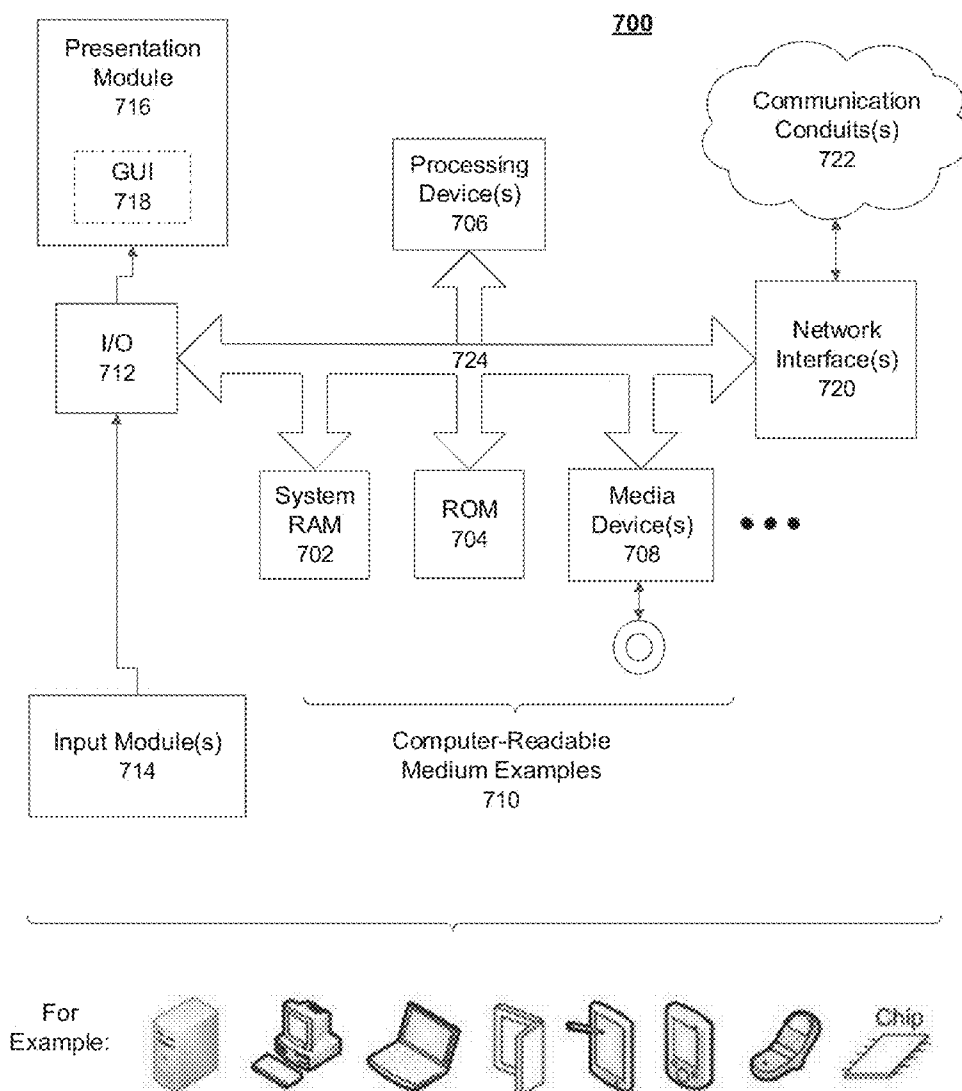 700
Presentation
Module
716
GUI
718
Communication
Conduits(s)
722
Processing
Device(s)
706
I/O
712
724
Network
Interface(s)
720
System
RAM
702
ROM
704
Media
Device(s)
708
Input Module(s)
714
Computer-Readable
Medium Examples
710
For
Example:
Chip